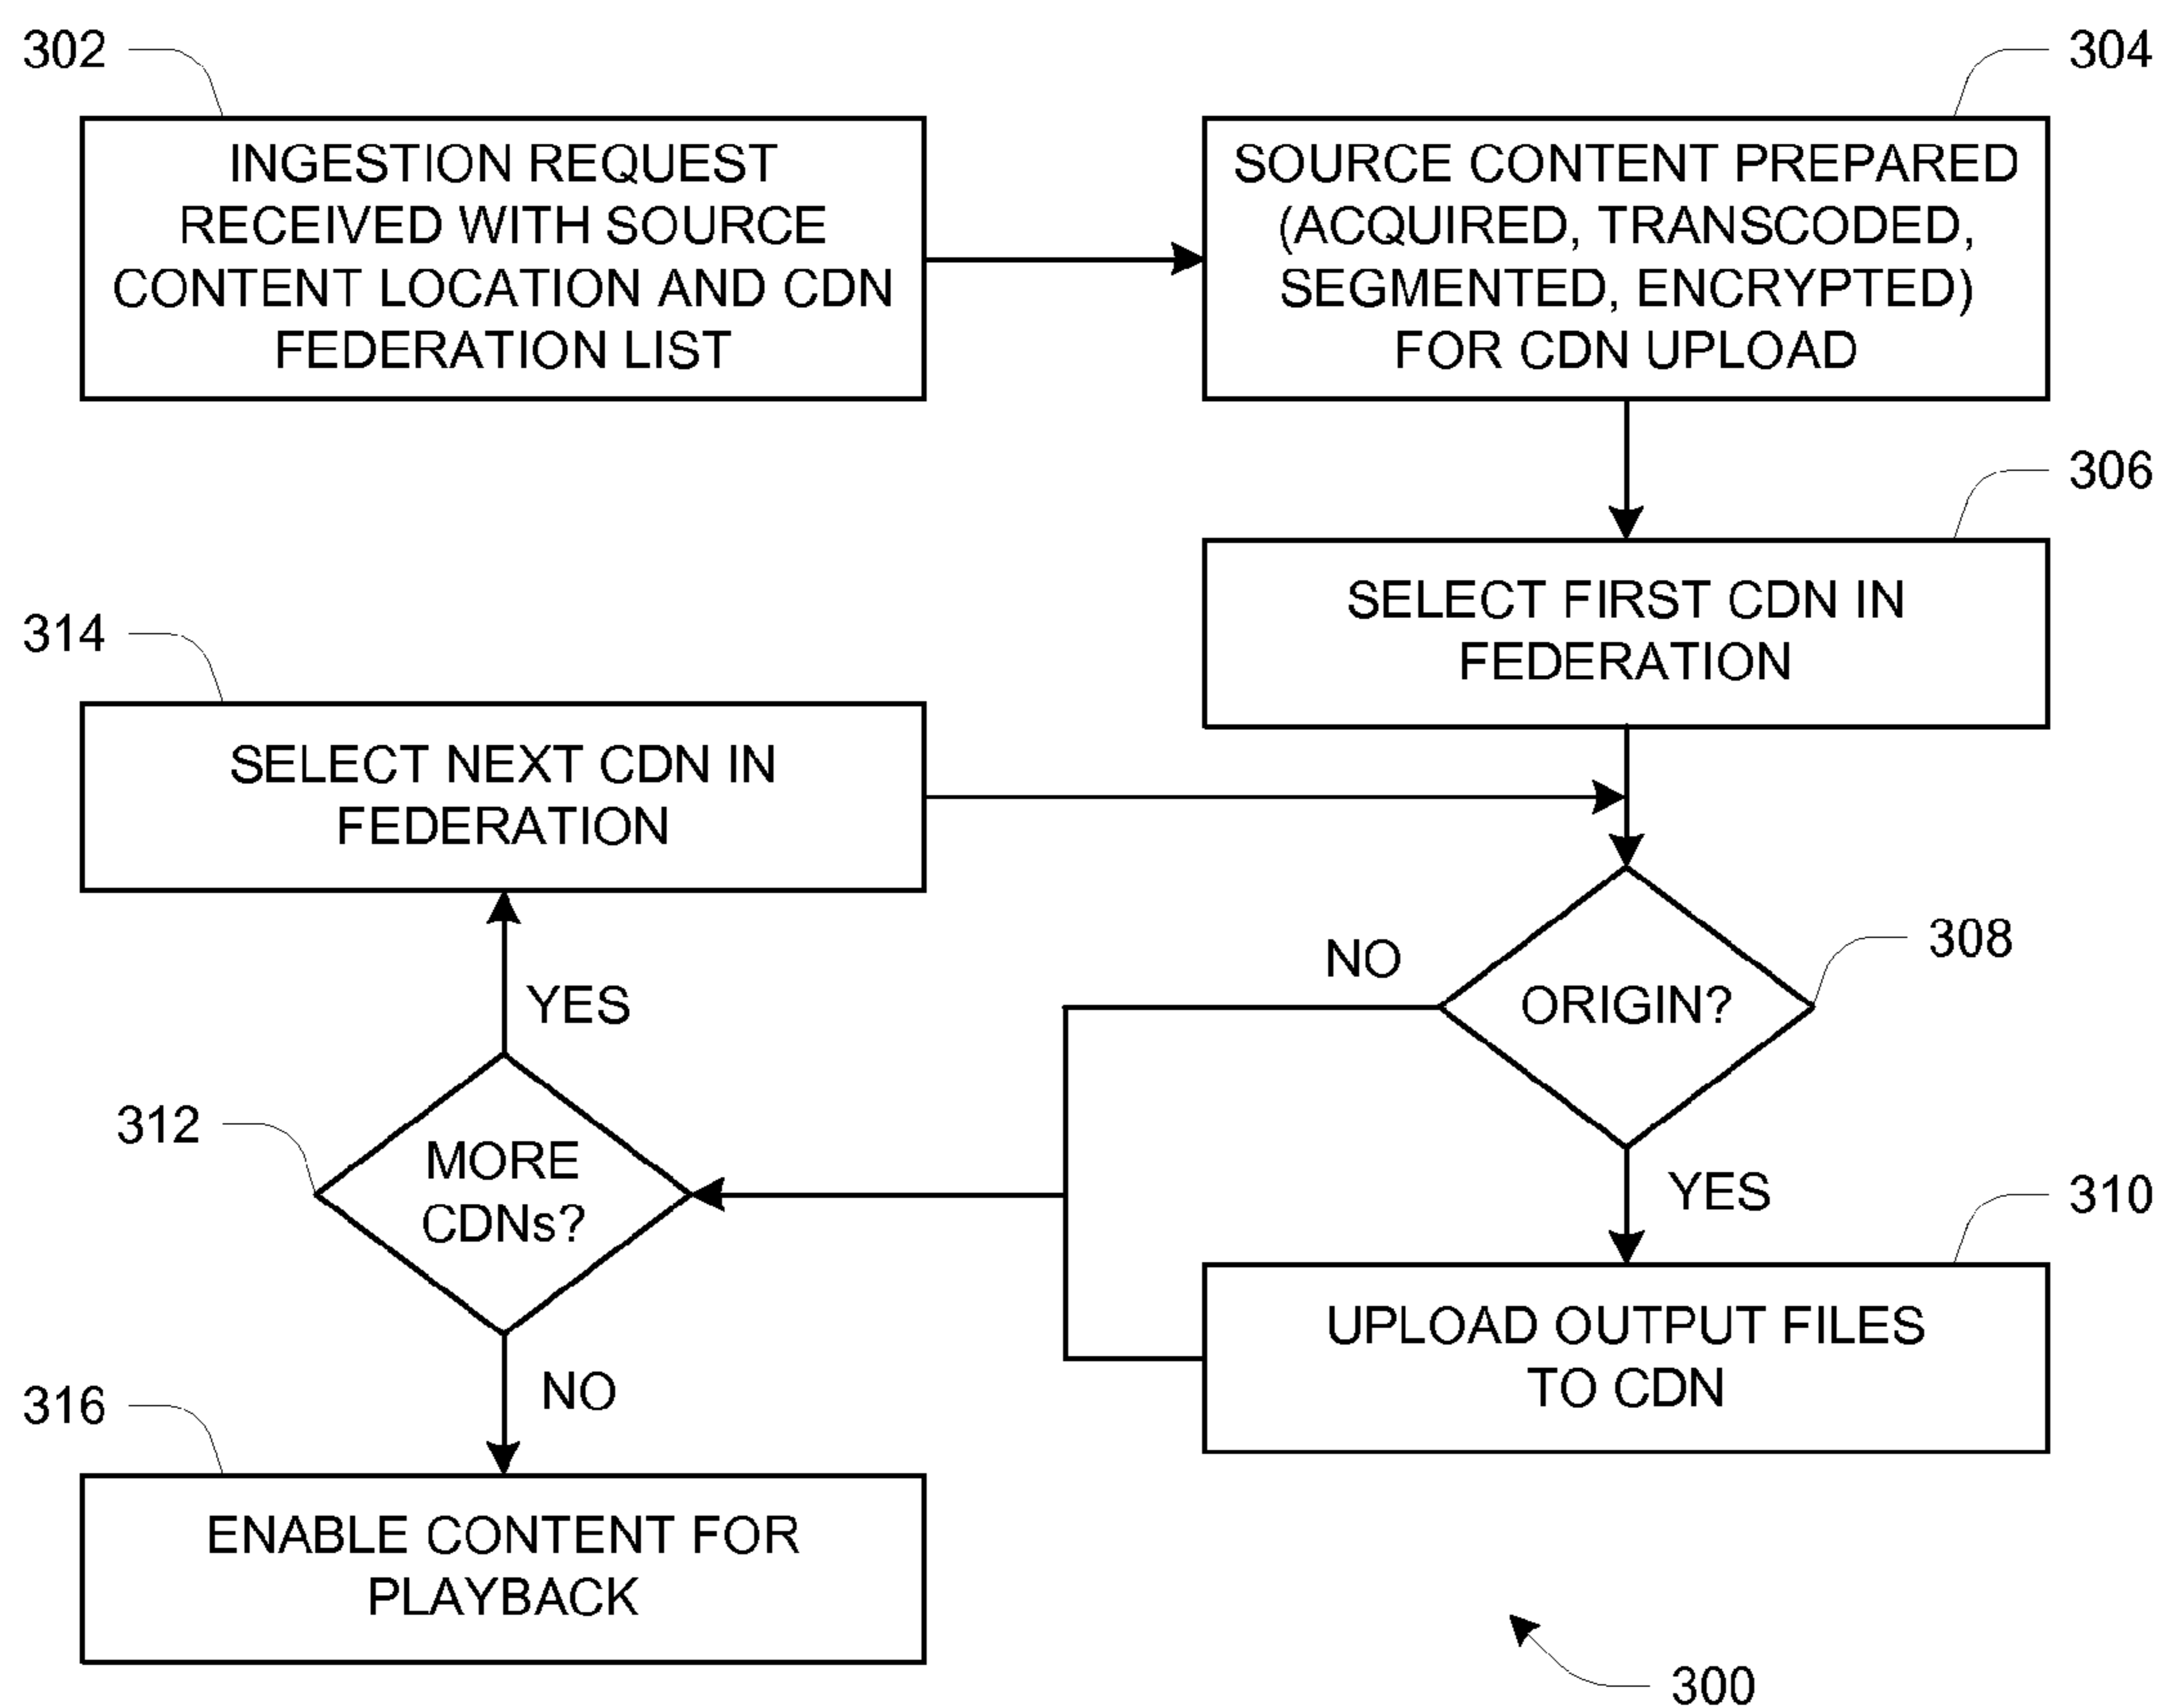 302
INGESTION REQUEST
RECEIVED WITH SOURCE
CONTENT LOCATION AND CDN
FEDERATION LIST
304
SOURCE CONTENT PREPARED
(ACQUIRED, TRANSCODED,
SEGMENTED, ENCRYPTED)
FOR CDN UPLOAD
306
SELECT FIRST CDN IN
FEDERATION
314
SELECT NEXT CDN IN
FEDERATION
308
ORIGIN?
NO
YES
310
UPLOAD OUTPUT FILES
TO CDN
312
MORE
CDNs?
YES
NO
316
ENABLE CONTENT FOR
PLAYBACK
300